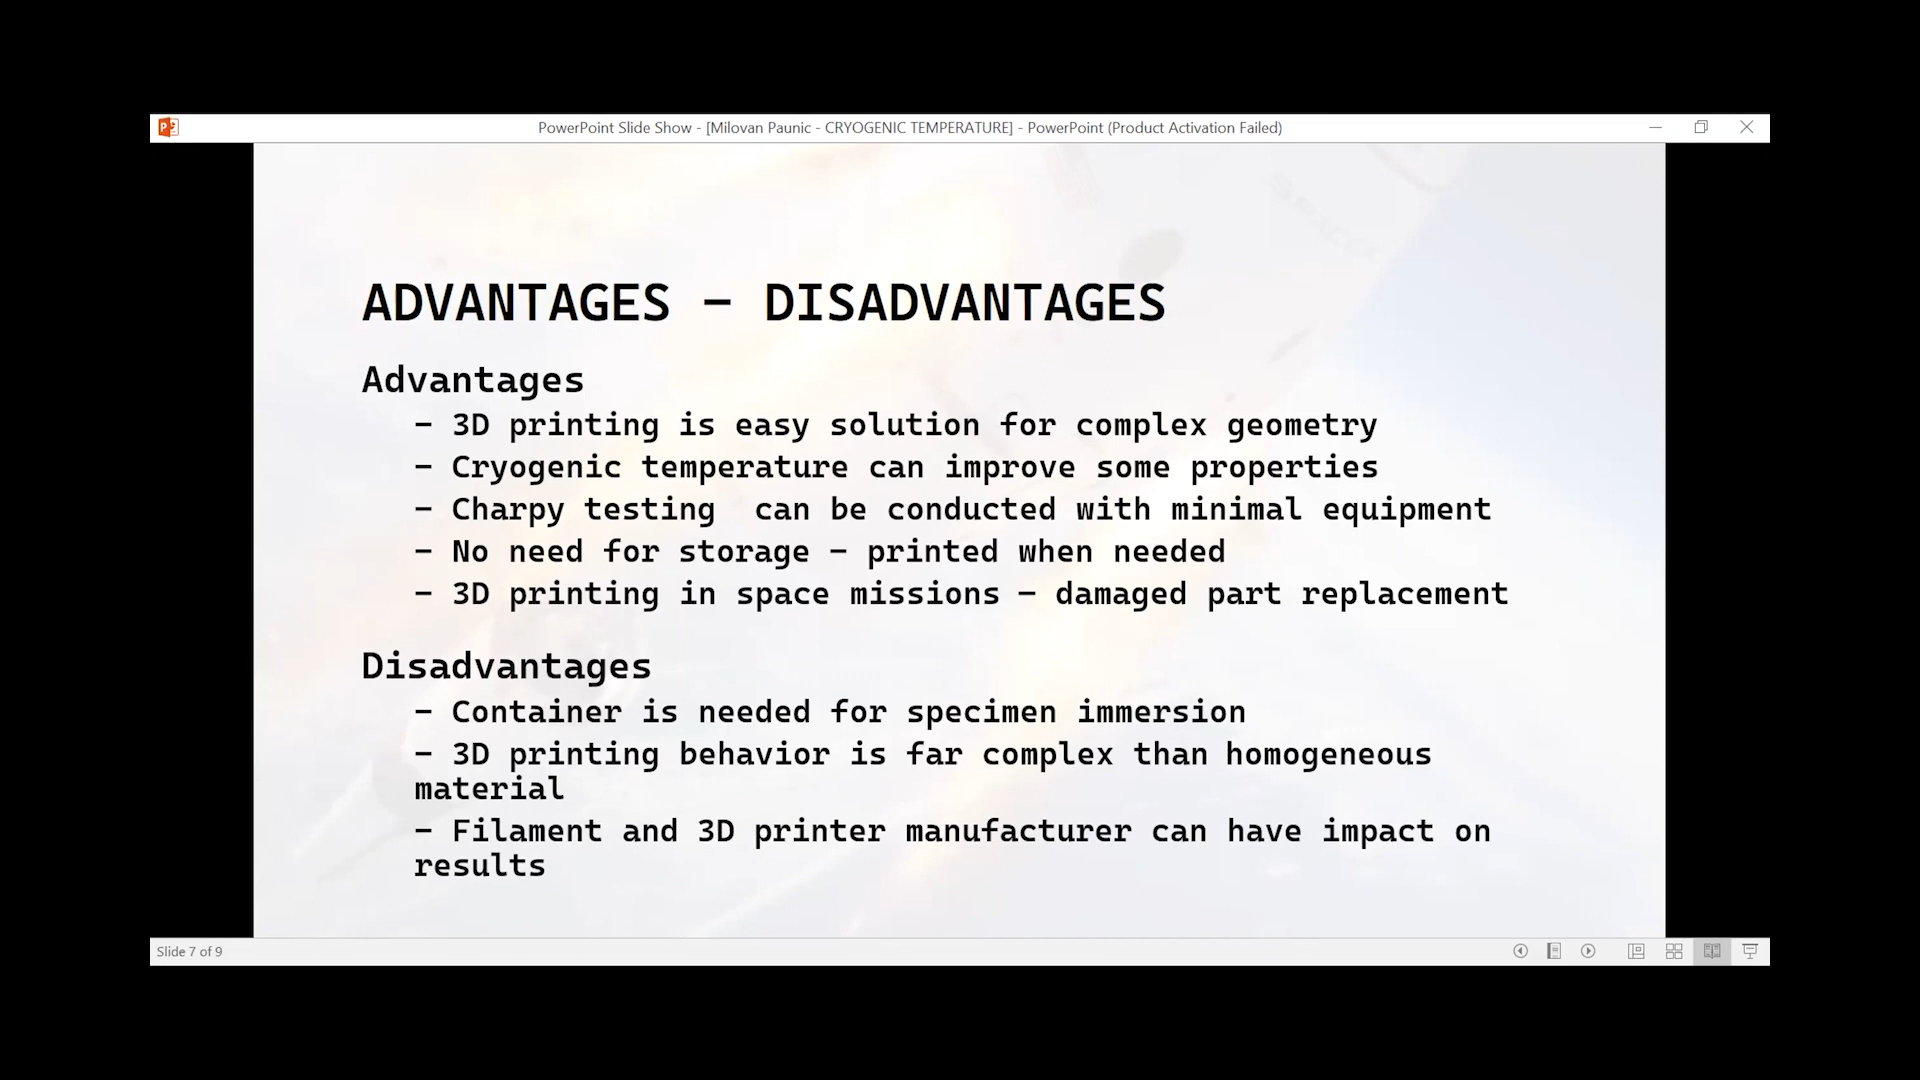 PowerPoint Slide Show - [Milovan Paunic - CRYOGENIC TEMPERATURE] - PowerPoint (Product Activation Failed)
SPACEX
ADVANTAGES - DISADVANTAGES
Advantages
- 3D printing is easy solution for complex geometry
- Cryogenic temperature can improve some properties
- Charpy testing  can be conducted with minimal equipment
- No need for storage - printed when needed
- 3D printing in space missions - damaged part replacement
Disadvantages
- Container is needed for specimen immersion
- 3D printing behavior is far complex than homogeneous
material
- Filament and 3D printer manufacturer can have impact on
results
Slide 7 of 9